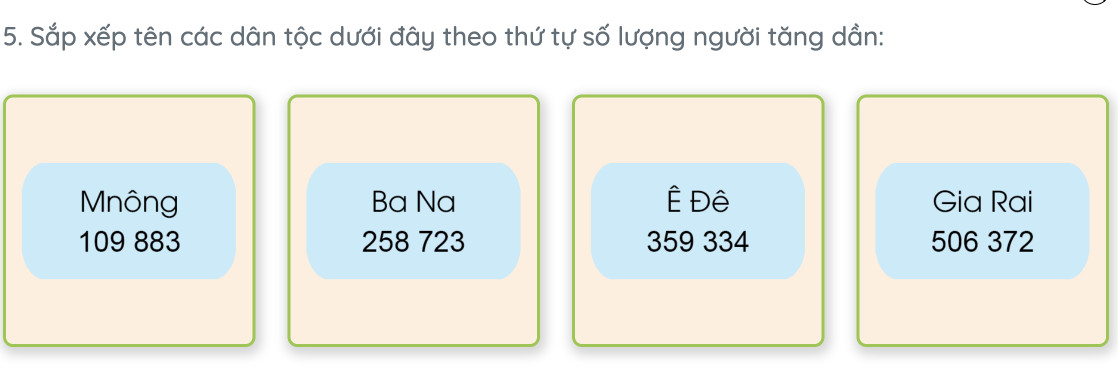 5. Sắp xếp tên các dân tộc dưới đây theo thứ tự số lượng người tăng dần:
Mnông
109 883
Ba Na
258 723
Ê Đê
359 334
Gia Rai
506 372